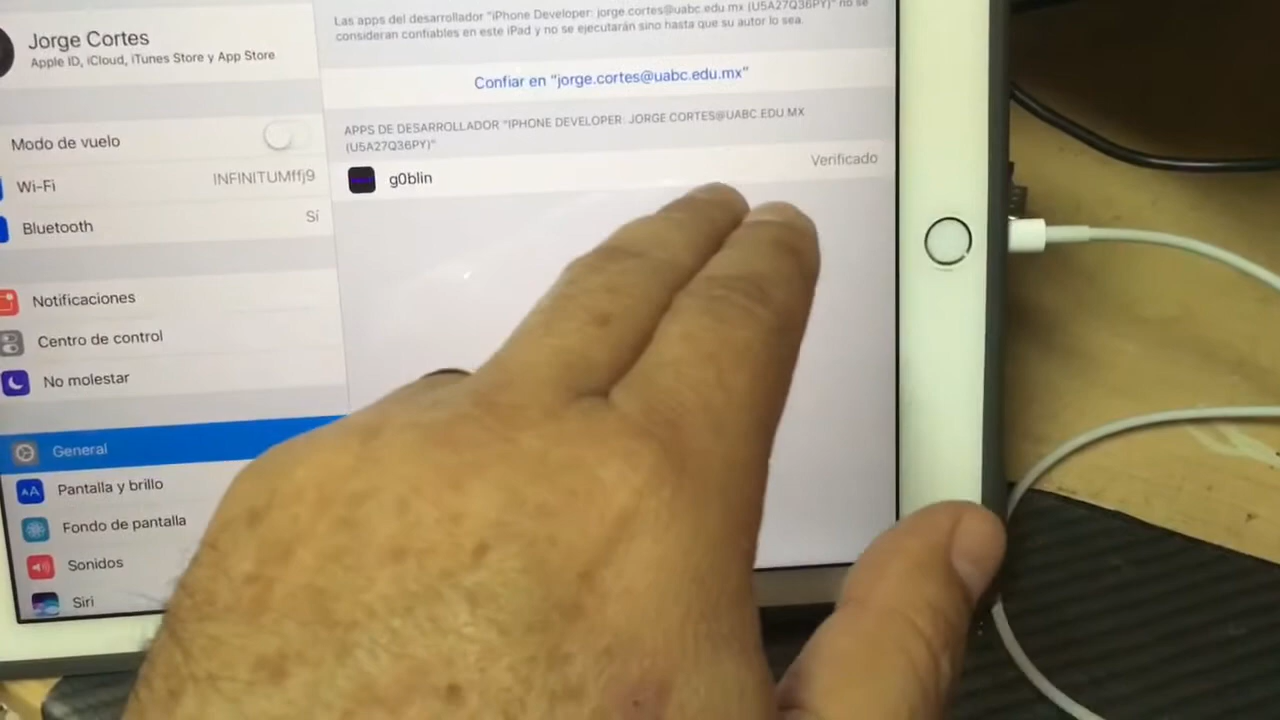 Jorge Cortes
Apple ID, iCloud, iTunes Store y App Store
Modo de vuelo
Wi-Fi INFINITUMffj9
Bluetooth Sí
Notificaciones
Centro de control
No molestar
General
AA Pantalla y brillo
Fondo de pantalla
Sonidos
Siri
Las apps del desarrollador "iPhone Developer: jorge.cortes@uabc.edu.mx (U5A27Q36PY)" no se
consideran confiables en este iPad y no se ejecutarán sino hasta que su autor lo sea.
Confiar en "jorge.cortes@uabc.edu.mx"
APPS DE DESARROLLADOR "IPHONE DEVELOPER: JORGE.CORTES@UABC.EDU.MX
(U5A27Q36PY)"
g0blin Verificado